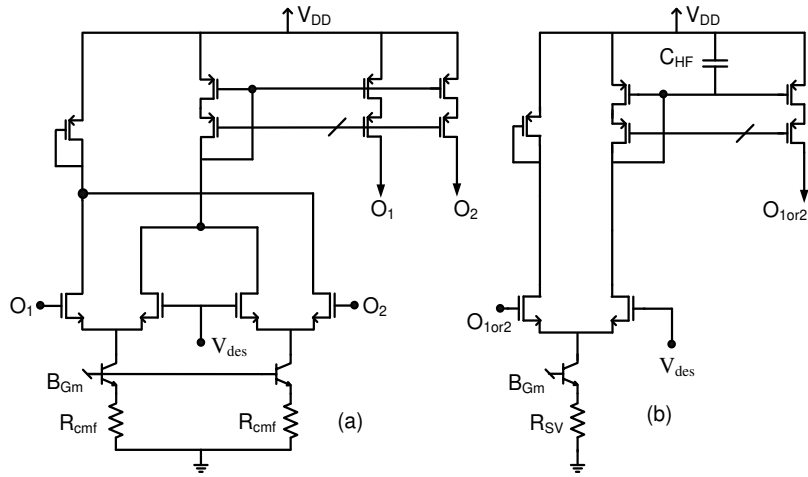 V_DD
V_DD
C_HF
O_1
O_2
O_1or2
O_1
O_2
V_des
O_1or2
V_des
B_Gm
B_Gm
R_cmf
R_cmf
(a)
R_SV
(b)